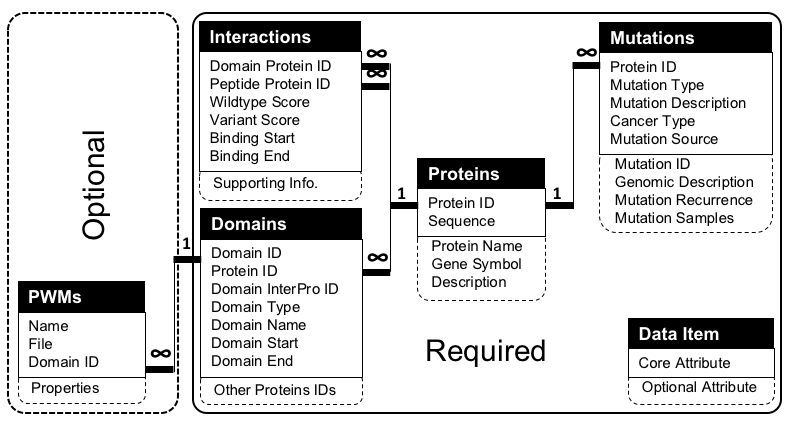 Optional
PWMs
Name
File
Domain ID
Properties
∞
1
Interactions
Domain Protein ID
Peptide Protein ID
Wildtype Score
Variant Score
Binding Start
Binding End
Supporting Info.
∞
∞
Domains
Domain ID
Protein ID
Domain InterPro ID
Domain Type
Domain Name
Domain Start
Domain End
Other Proteins IDs
∞
1
Proteins
Protein ID
Sequence
Protein Name
Gene Symbol
Description
1
∞
Mutations
Protein ID
Mutation Type
Mutation Description
Cancer Type
Mutation Source
Mutation ID
Genomic Description
Mutation Recurrence
Mutation Samples
Required
Data Item
Core Attribute
Optional Attribute